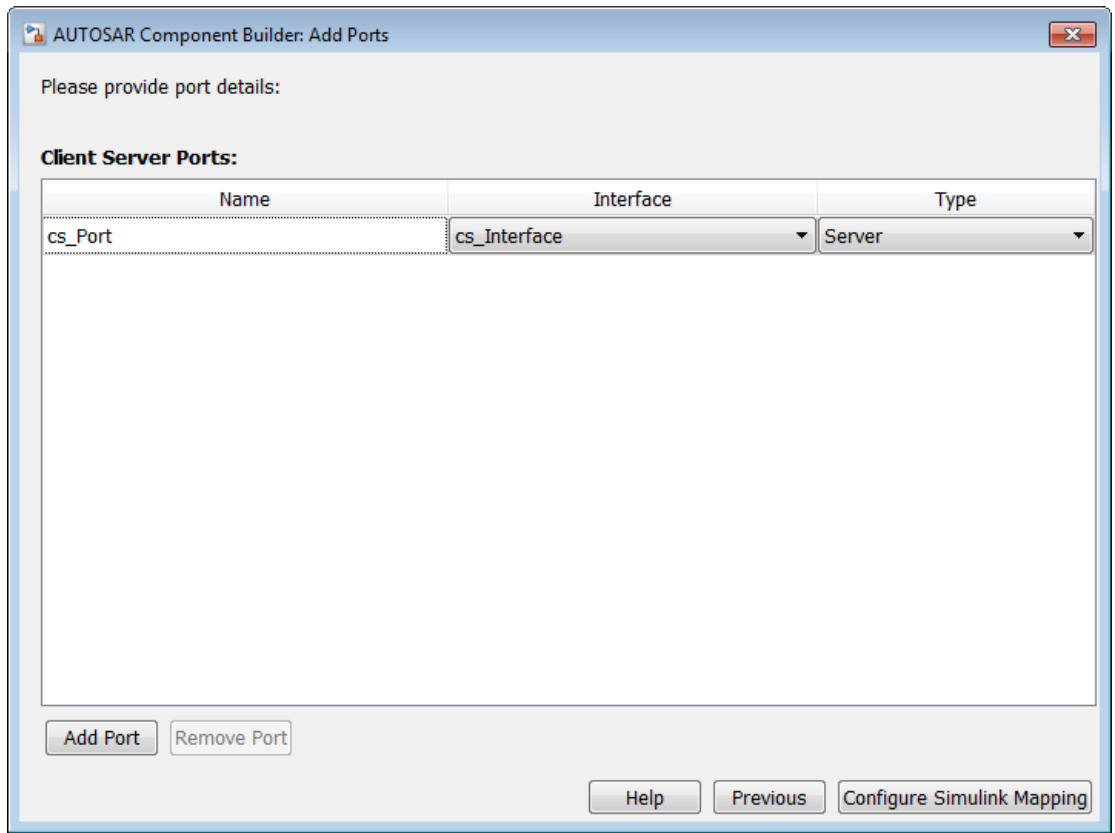 AUTOSAR Component Builder: Add Ports
Please provide port details:
Client Server Ports:
Name Interface Type
cs_Port cs_Interface Server
Add Port Remove Port
Help Previous Configure Simulink Mapping